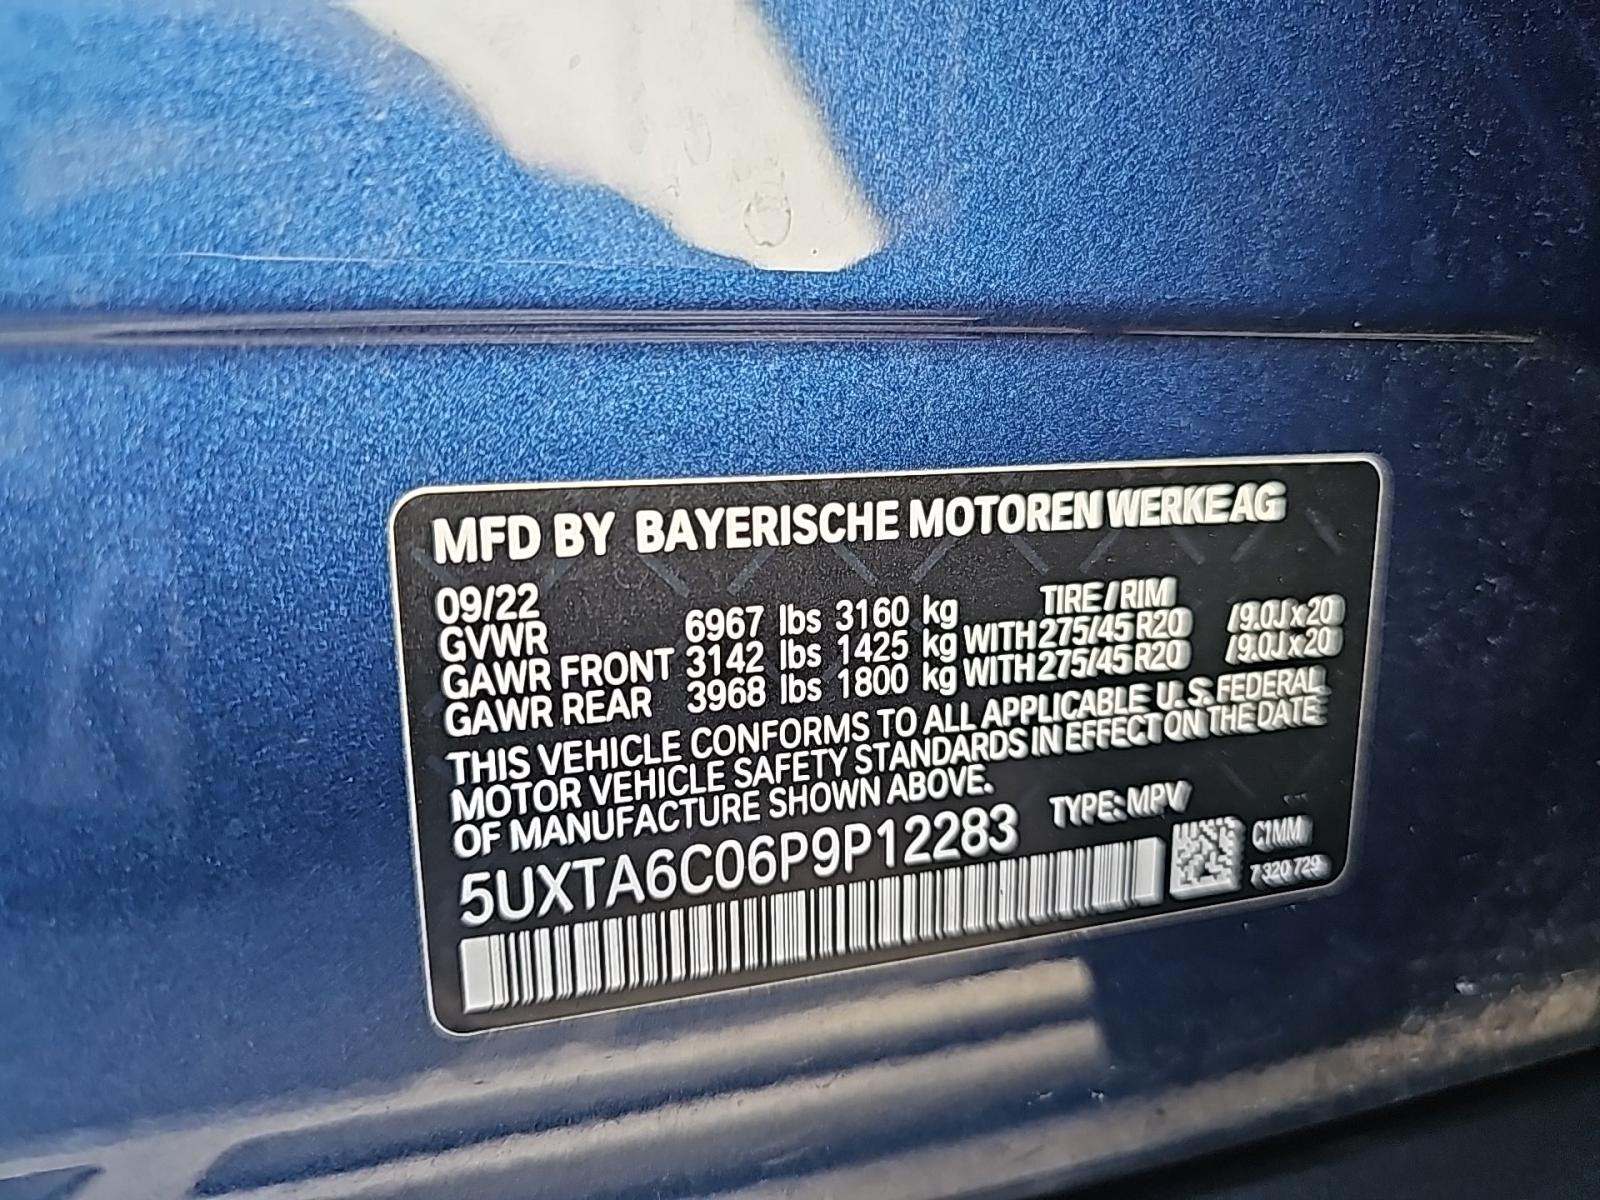 MFD BY BAYERISCHE MOTOREN WERKE AG
09/22 TIRE / RIM
GVWR 6967 lbs 3160 kg
GAWR FRONT 3142 lbs 1425 kg WITH 275/45 R20 /9.0J x 20
GAWR REAR 3968 lbs 1800 kg WITH 275/45 R20 /9.0J x 20
THIS VEHICLE CONFORMS TO ALL APPLICABLE U.S. FEDERAL
MOTOR VEHICLE SAFETY STANDARDS IN EFFECT ON THE DATE
OF MANUFACTURE SHOWN ABOVE.
5UXTA6C06P9P12283 TYPE: MPV
C1MM
7 320 729